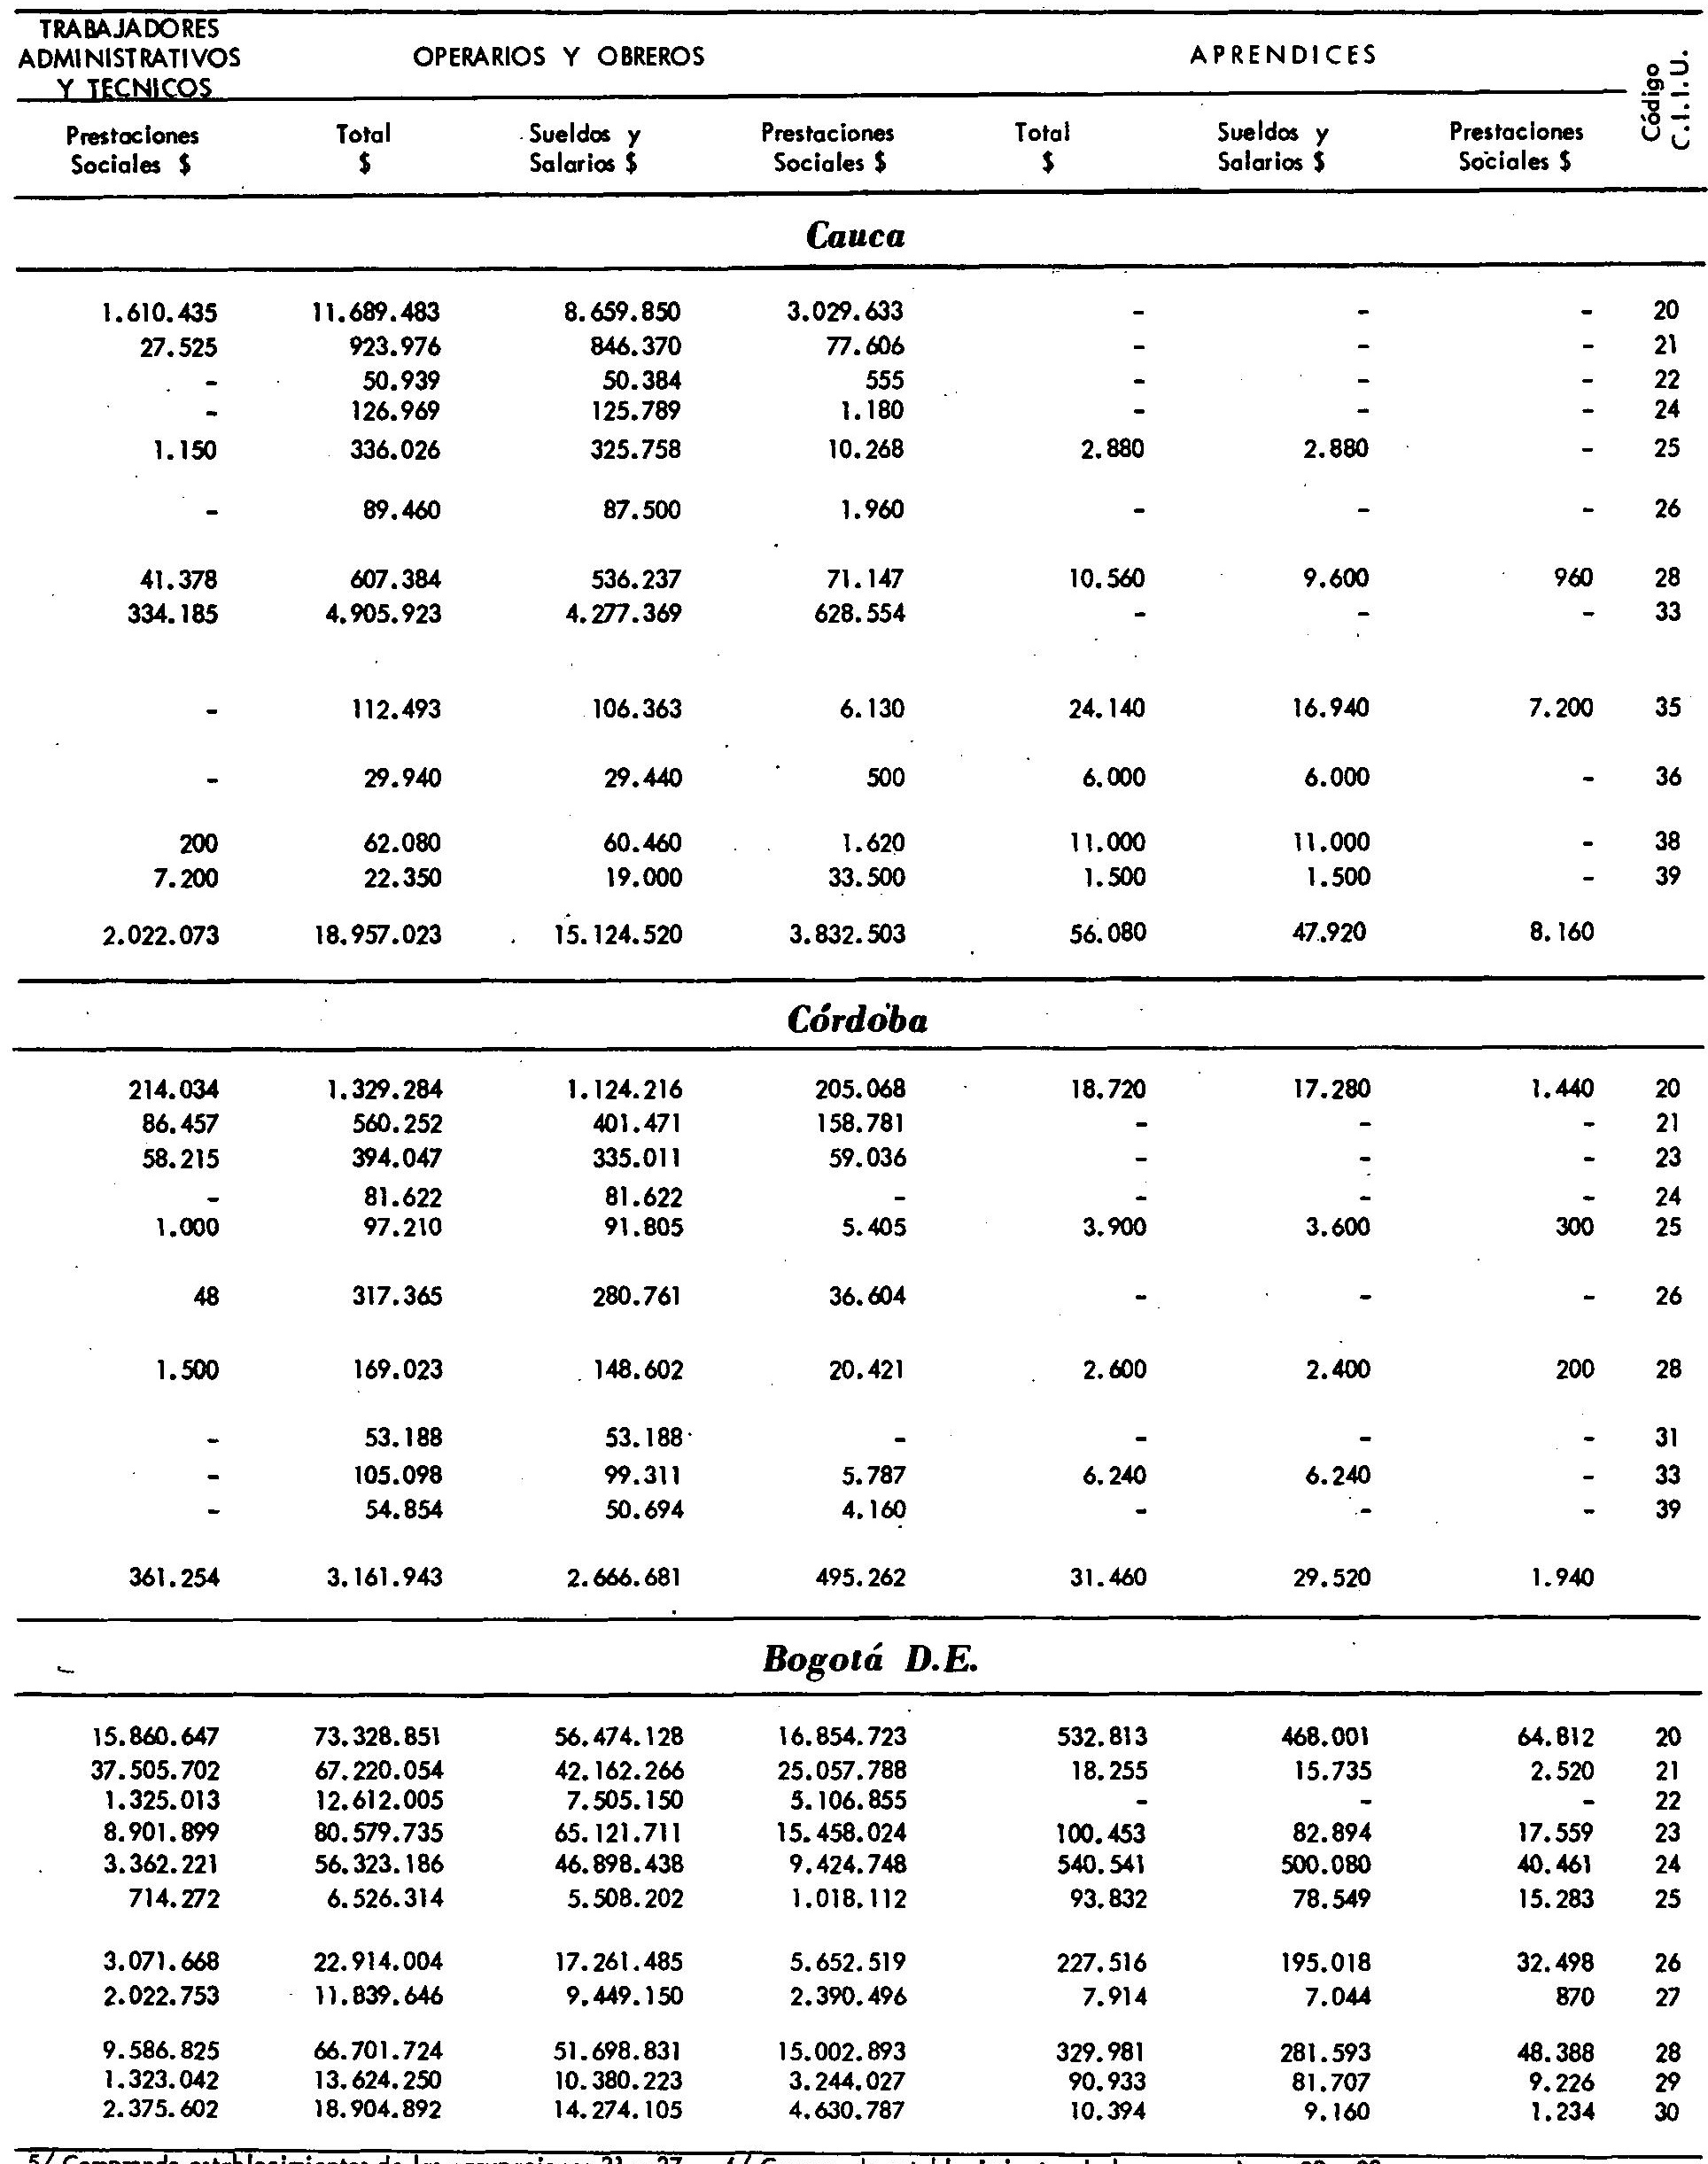 TRABAJADORES
ADMINISTRATIVOS OPERARIOS Y OBREROS APRENDICES Código C.I.I.U.
Y TECNICOS
Prestaciones Total Sueldos y Prestaciones Total Sueldos y Prestaciones
Sociales $ $ Salarios $ Sociales $ $ Salarios $ Sociales $
Cauca
1.610.435 11.689.483 8.659.850 3.029.633 - - - 20
27.525 923.976 846.370 77.606 - - - 21
- 50.939 50.384 555 - - - 22
- 126.969 125.789 1.180 - - - 24
1.150 336.026 325.758 10.268 2.880 2.880 - 25
- 89.460 87.500 1.960 - - - 26
41.378 607.384 536.237 71.147 10.560 9.600 960 28
334.185 4.905.923 4.277.369 628.554 - - - 33
- 112.493 106.363 6.130 24.140 16.940 7.200 35
- 29.940 29.440 500 6.000 6.000 - 36
200 62.080 60.460 1.620 11.000 11.000 - 38
7.200 22.350 19.000 33.500 1.500 1.500 - 39
2.022.073 18.957.023 15.124.520 3.832.503 56.080 47.920 8.160
Córdoba
214.034 1.329.284 1.124.216 205.068 18.720 17.280 1.440 20
86.457 560.252 401.471 158.781 - - - 21
58.215 394.047 335.011 59.036 - - - 23
- 81.622 81.622 - - - - 24
1.000 97.210 91.805 5.405 3.900 3.600 300 25
48 317.365 280.761 36.604 - - - 26
1.500 169.023 148.602 20.421 2.600 2.400 200 28
- 53.188 53.188 - - - - 31
- 105.098 99.311 5.787 6.240 6.240 - 33
- 54.854 50.694 4.160 - - - 39
361.254 3.161.943 2.666.681 495.262 31.460 29.520 1.940
Bogotá D.E.
15.860.647 73.328.851 56.474.128 16.854.723 532.813 468.001 64.812 20
37.505.702 67.220.054 42.162.266 25.057.788 18.255 15.735 2.520 21
1.325.013 12.612.005 7.505.150 5.106.855 - - - 22
8.901.899 80.579.735 65.121.711 15.458.024 100.453 82.894 17.559 23
3.362.221 56.323.186 46.898.438 9.424.748 540.541 500.080 40.461 24
714.272 6.526.314 5.508.202 1.018.112 93.832 78.549 15.283 25
3.071.668 22.914.004 17.261.485 5.652.519 227.516 195.018 32.498 26
2.022.753 11.839.646 9.449.150 2.390.496 7.914 7.044 870 27
9.586.825 66.701.724 51.698.831 15.002.893 329.981 281.593 48.388 28
1.323.042 13.624.250 10.380.223 3.244.027 90.933 81.707 9.226 29
2.375.602 18.904.892 14.274.105 4.630.787 10.394 9.160 1.234 30